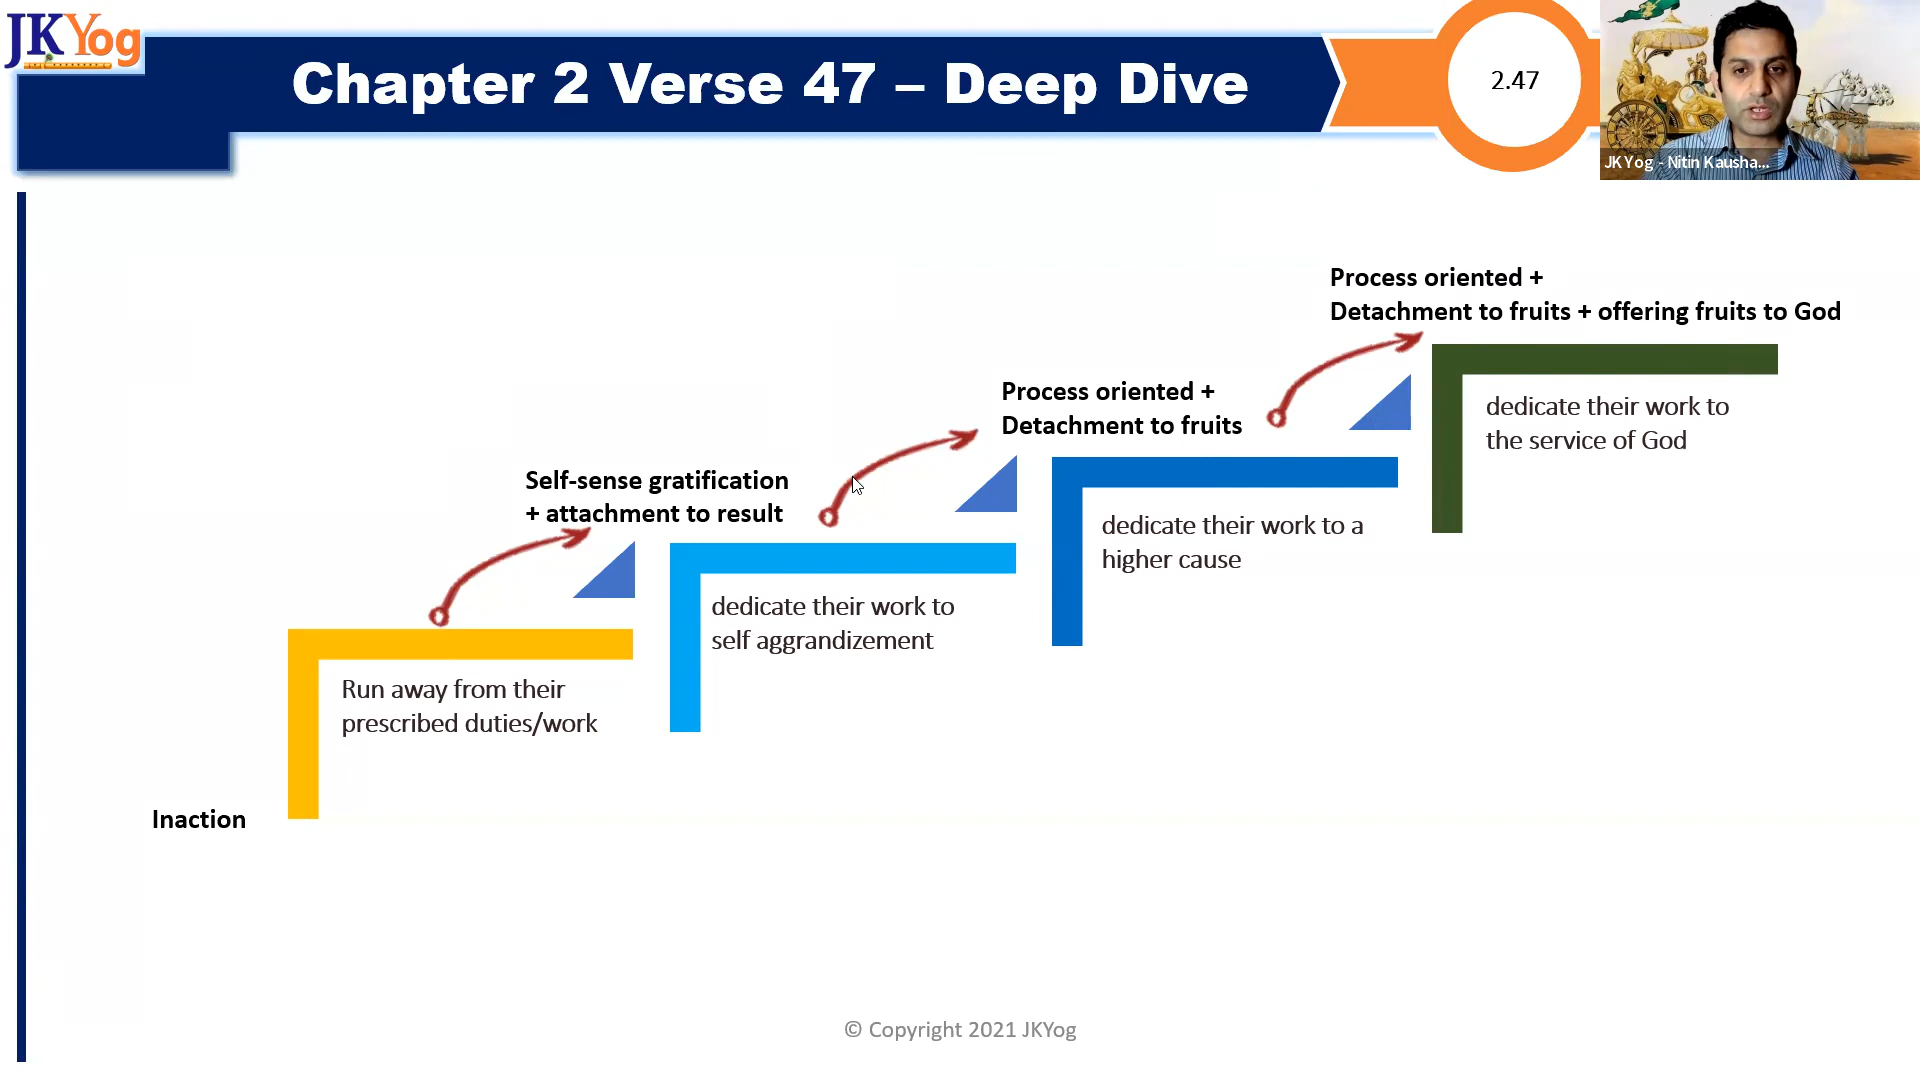 JKYog
Chapter 2 Verse 47 – Deep Dive
2.47
JK Yog - Nitin Kausha...
Process oriented +
Detachment to fruits + offering fruits to God
Process oriented +
Detachment to fruits
dedicate their work to
the service of God
Self-sense gratification
+ attachment to result
dedicate their work to a
higher cause
dedicate their work to
self aggrandizement
Run away from their
prescribed duties/work
Inaction
© Copyright 2021 JKYog